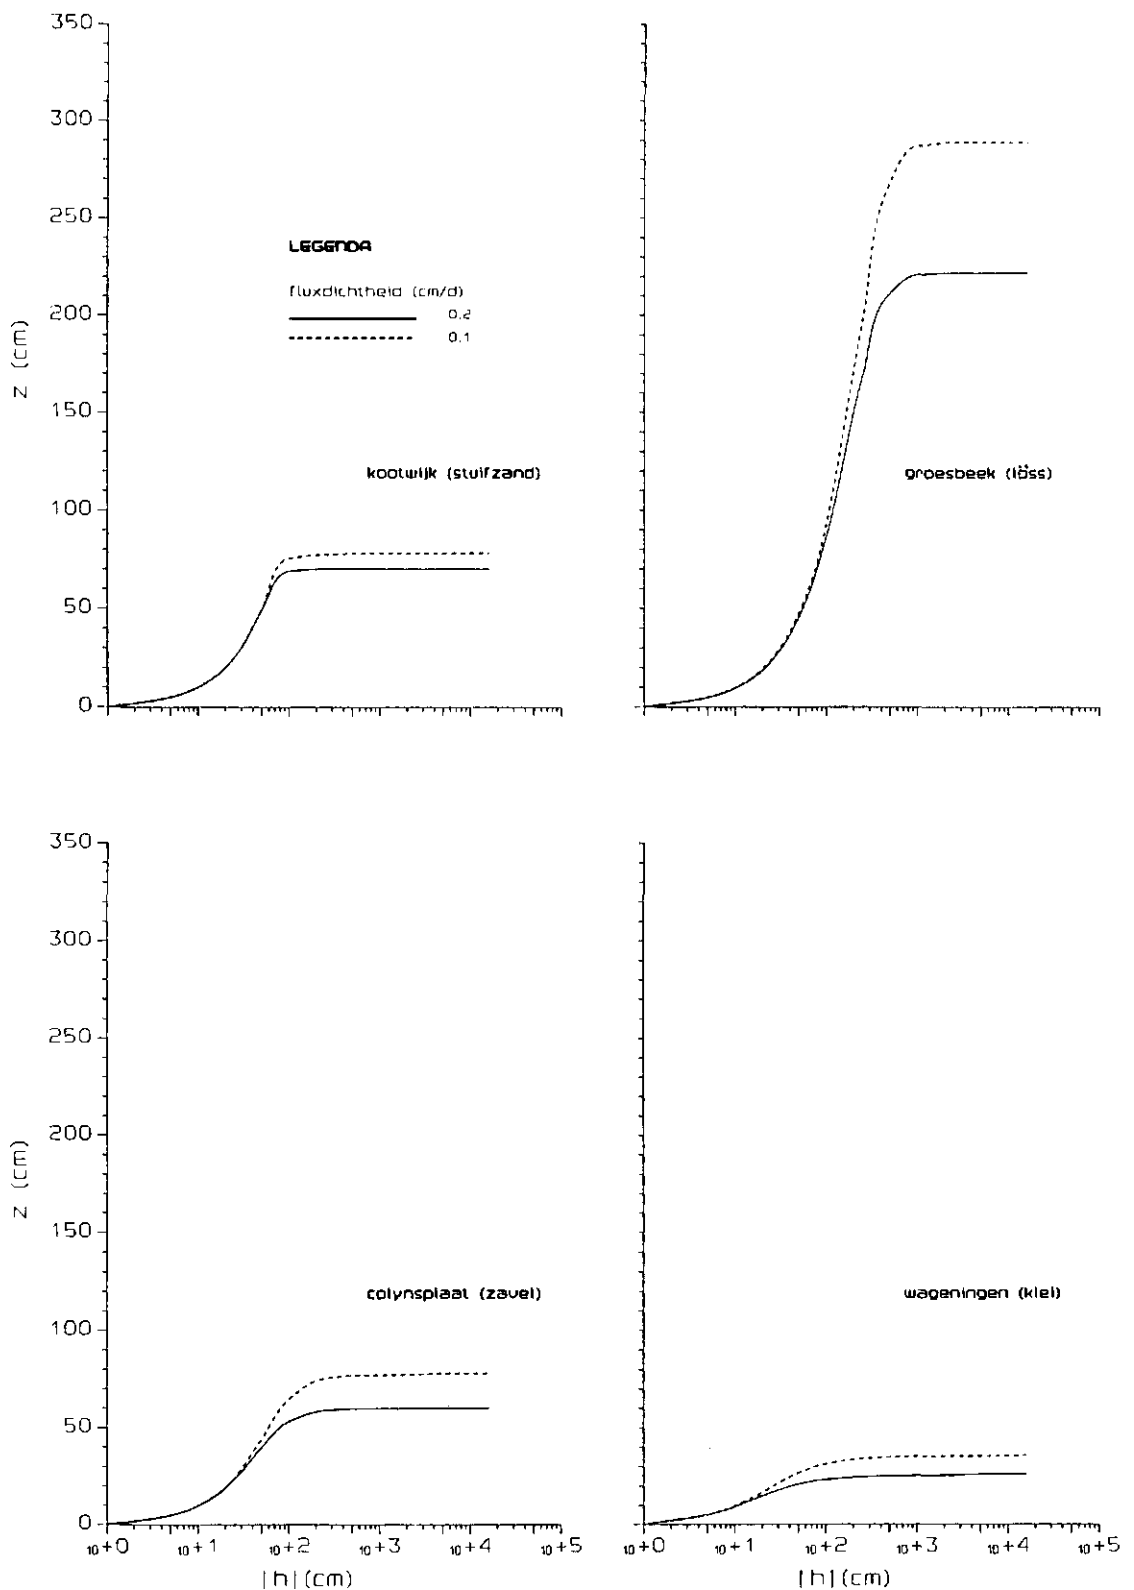 350
300
250
200
150
100
50
0
z (cm)
LEGENDA
fluxdichtheid (cm/d)
0.2
0.1
kootwijk (stuifzand)
groesbeek (löss)
350
300
250
200
150
100
50
0
z (cm)
colynsplaat (zavel)
wageningen (klei)
10+0 10+1 10+2 10+3 10+4 10+5
|h|(cm)
10+0 10+1 10+2 10+3 10+4 10+5
|h|(cm)